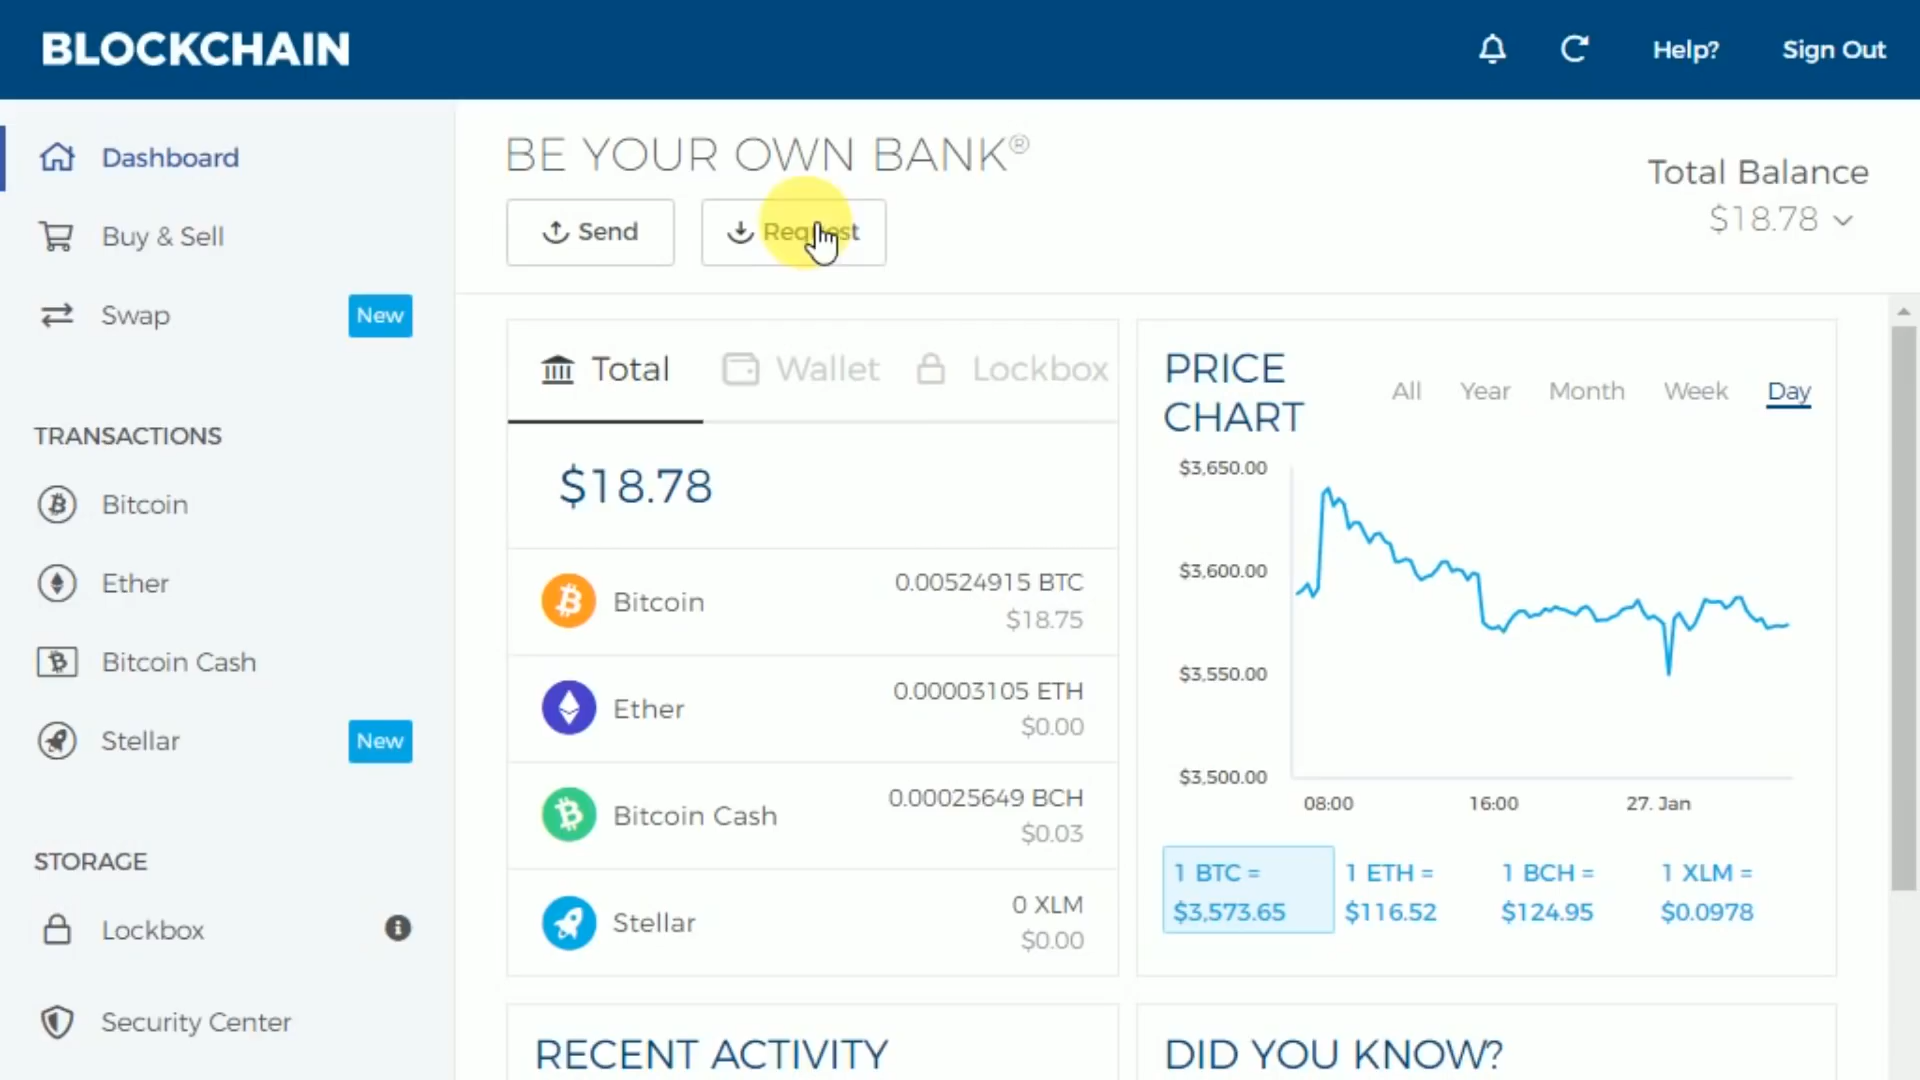 BLOCKCHAIN
Help?
Sign Out
Dashboard
Buy & Sell
Swap
New
TRANSACTIONS
Bitcoin
Ether
Bitcoin Cash
Stellar
New
STORAGE
Lockbox
Security Center
BE YOUR OWN BANK®
Send
Request
Total Balance
$18.78
Total
Wallet
Lockbox
$18.78
Bitcoin
0.00524915 BTC
$18.75
Ether
0.00003105 ETH
$0.00
Bitcoin Cash
0.00025649 BCH
$0.03
Stellar
0 XLM
$0.00
PRICE
CHART
All
Year
Month
Week
Day
$3,650.00
$3,600.00
$3,550.00
$3,500.00
08:00
16:00
27. Jan
1 BTC =
$3,573.65
1 ETH =
$116.52
1 BCH =
$124.95
1 XLM =
$0.0978
RECENT ACTIVITY
DID YOU KNOW?